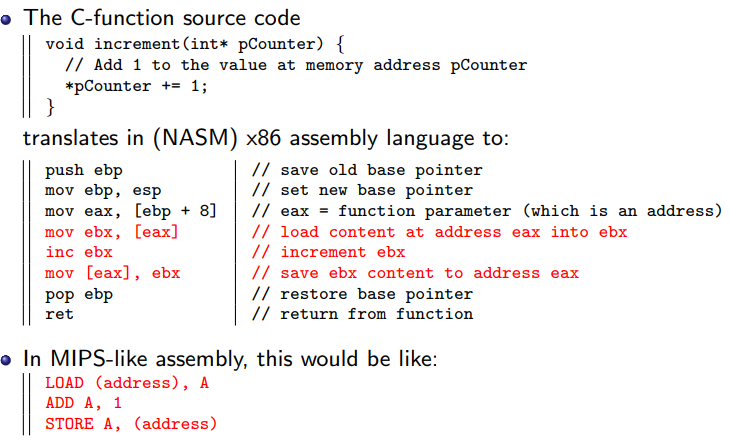 The C-function source code
void increment(int* pCounter) {
// Add 1 to the value at memory address pCounter
*pCounter += 1;
}
translates in (NASM) x86 assembly language to:
push ebp // save old base pointer
mov ebp, esp // set new base pointer
mov eax, [ebp + 8] // eax = function parameter (which is an address)
mov ebx, [eax] // load content at address eax into ebx
inc ebx // increment ebx
mov [eax], ebx // save ebx content to address eax
pop ebp // restore base pointer
ret // return from function
In MIPS-like assembly, this would be like:
LOAD (address), A
ADD A, 1
STORE A, (address)